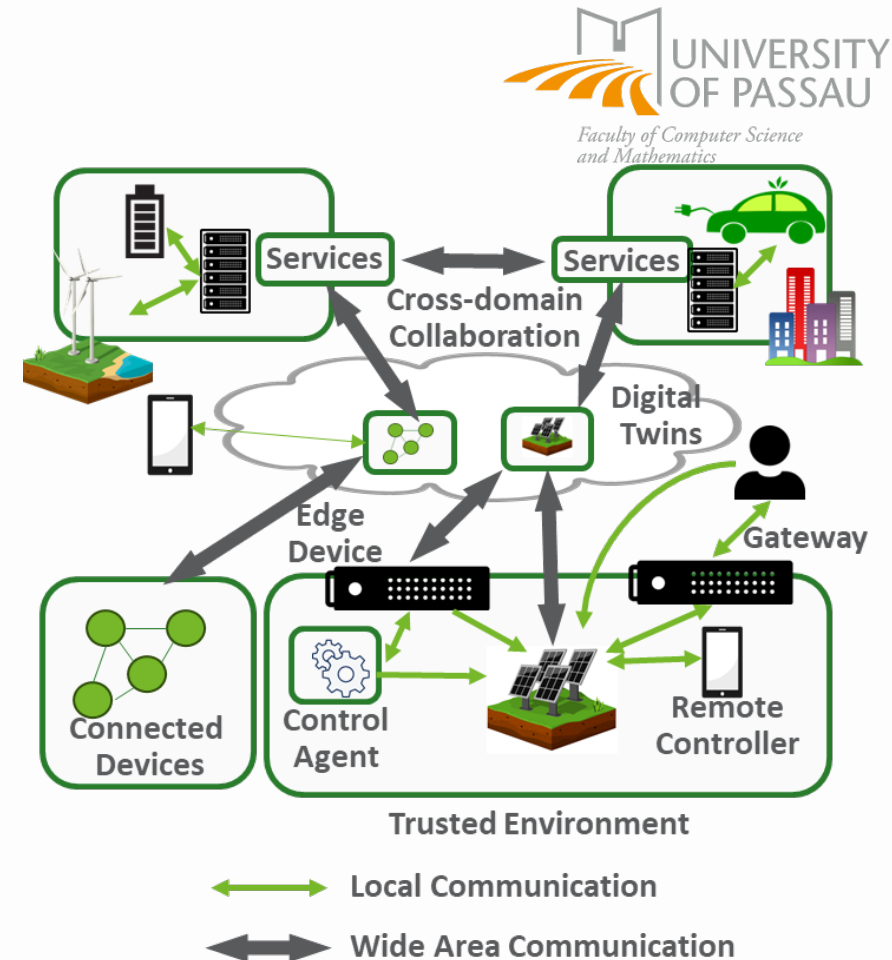 UNIVERSITY
OF PASSAU
Faculty of Computer Science
and Mathematics
Services
Services
Cross-domain
Collaboration
Digital
Twins
Edge
Device
Gateway
Connected
Devices
Control
Agent
Remote
Controller
Trusted Environment
Local Communication
Wide Area Communication